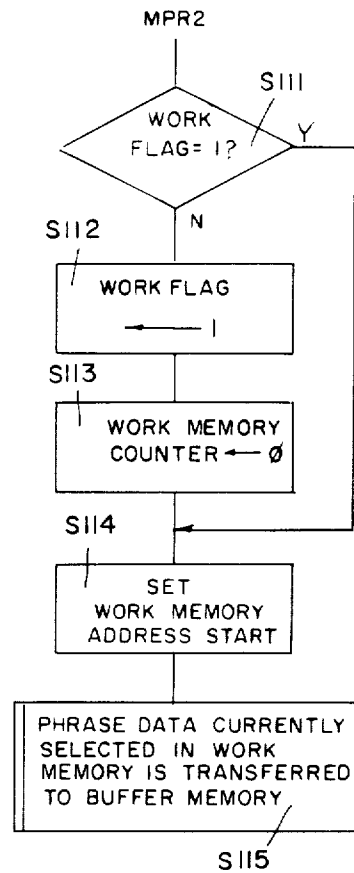 MPR2
S111
WORK
FLAG= 1?
Y
N
S112
WORK FLAG
← 1
S113
WORK MEMORY
COUNTER ← Ø
S114
SET
WORK MEMORY
ADDRESS START
PHRASE DATA CURRENTLY
SELECTED IN WORK
MEMORY IS TRANSFERRED
TO BUFFER MEMORY
S115